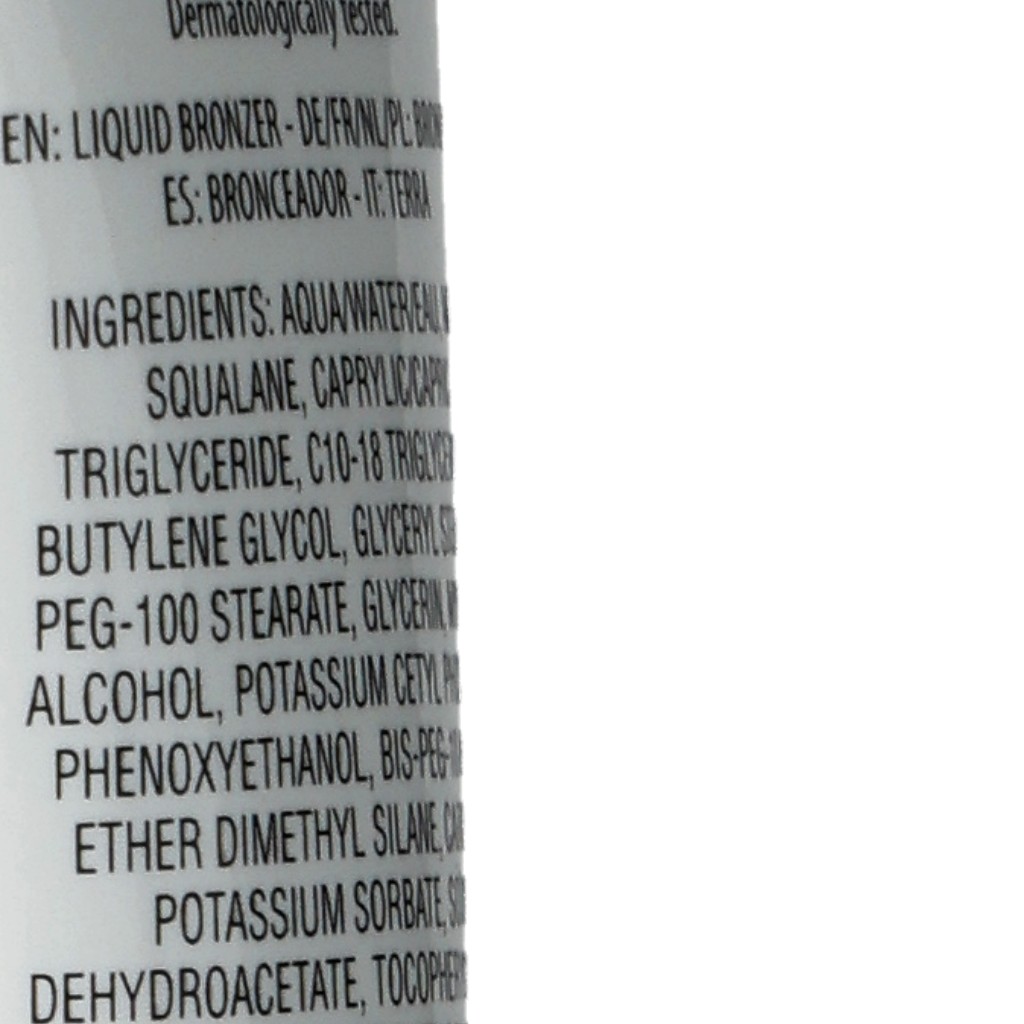 Dermatologically tested.
EN: LIQUID BRONZER - DE/FR/NL/PL:
ES: BRONCEADOR - IT: TERRA
INGREDIENTS: AQUA/WATER/EAU,
SQUALANE, CAPRYLIC/CAPRIC
TRIGLYCERIDE, C10-18
BUTYLENE GLYCOL, GLYCERYL
PEG-100 STEARATE, GLYCERIN,
ALCOHOL, POTASSIUM CETYL
PHENOXYETHANOL,
ETHER DIMETHYL SILANE,
POTASSIUM SORBATE,
DEHYDROACETATE,